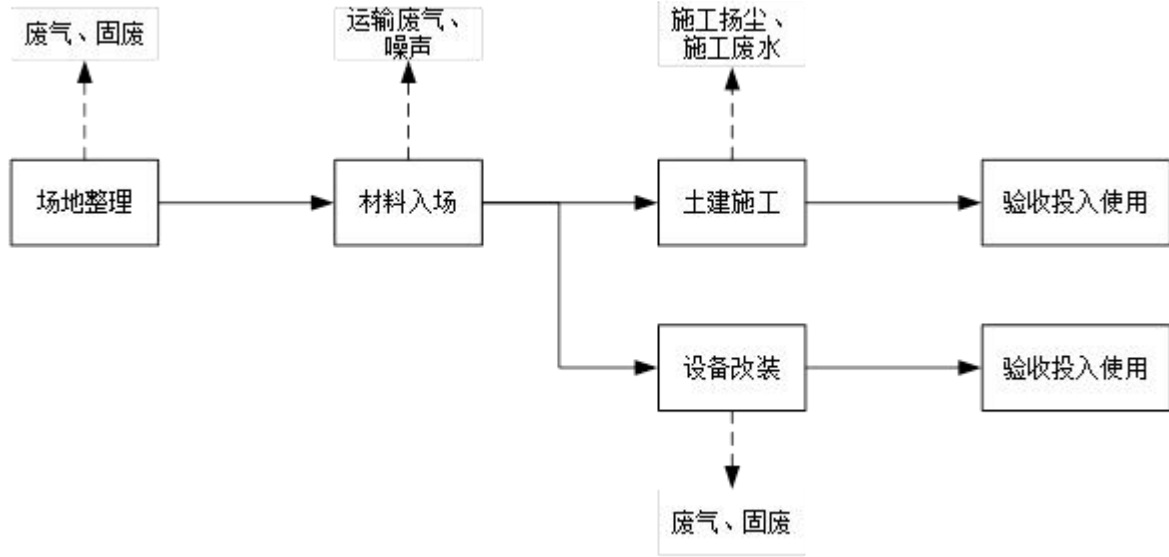 废气、固废
运输废气、
噪声
施工扬尘、
施工废水
场地整理
材料入场
土建施工
验收投入使用
设备改装
验收投入使用
废气、固废